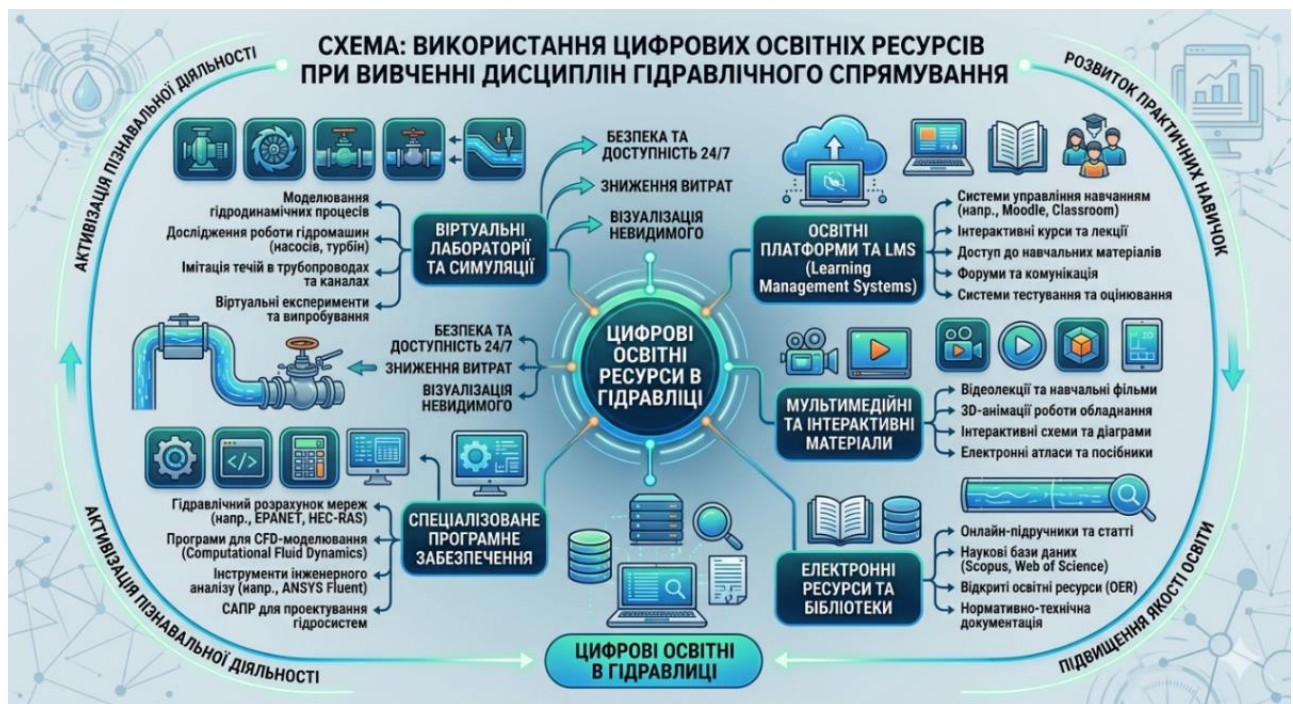 СХЕМА: ВИКОРИСТАННЯ ЦИФРОВИХ ОСВІТНІХ РЕСУРСІВ
ПРИ ВИВЧЕННІ ДИСЦИПЛІН ГІДРАВЛІЧНОГО СПРЯМУВАННЯ
АКТИВІЗАЦІЯ ПІЗНАВАЛЬНОЇ ДІЯЛЬНОСТІ
РОЗВИТОК ПРАКТИЧНИХ НАВИЧОК
БЕЗПЕКА ТА
ДОСТУПНІСТЬ 24/7
ЗНИЖЕННЯ ВИТРАТ
ВІЗУАЛІЗАЦІЯ
НЕВИДИМОГО
Моделювання
гідродинамічних процесів
Дослідження роботи гідромашин
(насосів, турбін)
Імітація течій в трубопроводах
та каналах
Віртуальні експерименти
та випробування
ВІРТУАЛЬНІ
ЛАБОРАТОРІЇ
ТА СИМУЛЯЦІЇ
ОСВІТНІ
ПЛАТФОРМИ ТА LMS
(Learning
Management Systems)
Системи управління навчанням
(напр., Moodle, Classroom)
Інтерактивні курси та лекції
Доступ до навчальних матеріалів
Форуми та комунікація
Системи тестування та оцінювання
БЕЗПЕКА ТА
ДОСТУПНІСТЬ 24/7
ЗНИЖЕННЯ ВИТРАТ
ВІЗУАЛІЗАЦІЯ
НЕВИДИМОГО
ЦИФРОВІ
ОСВІТНІ
РЕСУРСИ В
ГІДРАВЛІЦІ
МУЛЬТИМЕДІЙНІ
ТА ІНТЕРАКТИВНІ
МАТЕРІАЛИ
Відеолекції та навчальні фільми
3D-анімації роботи обладнання
Інтерактивні схеми та діаграми
Електронні атласи та посібники
</>
Гідравлічний розрахунок мереж
(напр., EPANET, HEC-RAS)
Програми для CFD-моделювання
(Computational Fluid Dynamics)
Інструменти інженерного
аналізу (напр., ANSYS Fluent)
САПР для проектування
гідросистем
СПЕЦІАЛІЗОВАНЕ
ПРОГРАМНЕ
ЗАБЕЗПЕЧЕННЯ
ЕЛЕКТРОННІ
РЕСУРСИ ТА
БІБЛІОТЕКИ
Онлайн-підручники та статті
Наукові бази даних
(Scopus, Web of Science)
Відкриті освітні ресурси (OER)
Нормативно-технічна
документація
АКТИВІЗАЦІЯ ПІЗНАВАЛЬНОЇ ДІЯЛЬНОСТІ
ПІДВИЩЕННЯ ЯКОСТІ ОСВІТИ
ЦИФРОВІ ОСВІТНІ
В ГІДРАВЛИЦІ